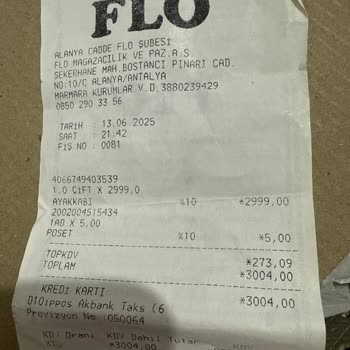 FLO
ALANYA CADDE FLO ŞUBESİ
FLO MAGAZACILIK VE PAZ.A.S.
ŞEKERHANE MAH.BOSTANCI PINARI CAD.
NO:10/C ALANYA/ANTALYA
MARMARA KURUMLAR V.D.3880239429
0850 290 33 56
TARİH : 13.06.2025
SAAT : 21:42
FİŞ NO : 0081
4066749403539
1.0 ÇİFT X 2999,0
AYAKKABI %10 *2999,00
2002004515434
1AD X 5,00
POSET %10 *5,00
TOPKDV *273,09
TOPLAM *3004,00
KREDİ KARTI *3004,00
D10ippos Akbank Taks (6
Provizyon No :050064
KDV Oranı KDV Dahil Tutar KDV
%10 *3004,00